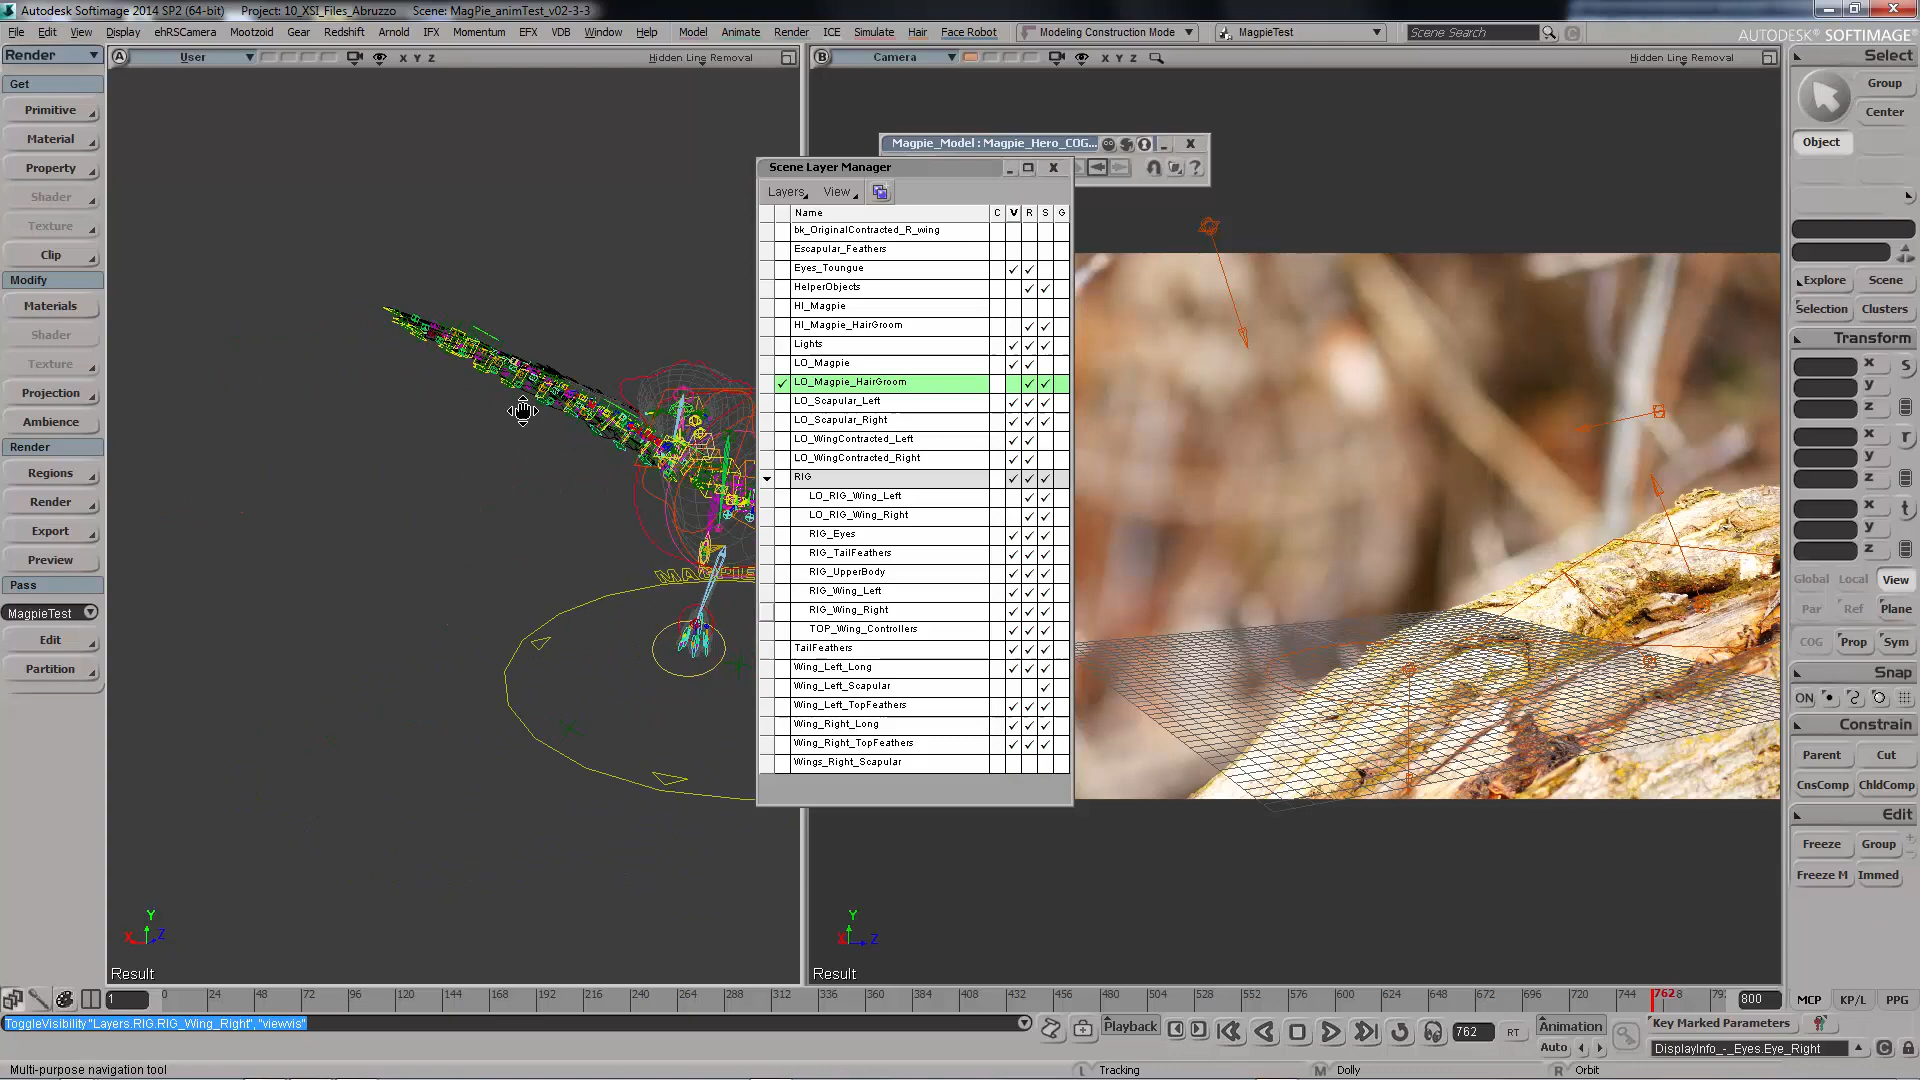 Autodesk Softimage 2014 SP2 (64-bit) Project: 10_XSI_Files_Abruzzo Scene: MagPie_animTest_v02-3-3
File Edit View Get Display ehRSCamera Mootzoid Gear Redshift Arnold IFX Momentum EFX VDB Window Help Model Animate Render ICE Simulate Hair Face Robot Modeling Construction Mode MagpieTest Scene Search AUTODESK SOFTIMAGE
Render A User X Y Z Hidden Line Removal B Camera X Y Z Hidden Line Removal Select
Get
Primitive
Material
Property
Shader
Texture
Clip
Modify
Materials
Shader
Texture
Projection
Ambience
Render
Regions
Render
Export
Preview
Pass
MagpieTest
Edit
Partition
Magpie_Model : Magpie_Hero_COG... X
?
Scene Layer Manager X
Layers View
Name C V R S G
bk_OriginalContracted_R_wing
Escapular_Feathers
Eyes_Toungue
HelperObjects
HI_Magpie
HI_Magpie_HairGroom
Lights
LO_Magpie
LO_Magpie_HairGroom
LO_Scapular_Left
LO_Scapular_Right
LO_WingContracted_Left
LO_WingContracted_Right
RIG
LO_RIG_Wing_Left
LO_RIG_Wing_Right
RIG_Eyes
RIG_TailFeathers
RIG_UpperBody
RIG_Wing_Left
RIG_Wing_Right
TOP_Wing_Controllers
TailFeathers
Wing_Left_Long
Wing_Left_Scapular
Wing_Left_TopFeathers
Wing_Right_Long
Wing_Right_TopFeathers
Wings_Right_Scapular
MAGPIE
Group
Center
Object
Explore Scene
Selection Clusters
Transform
x s
y
z
x r
y
z
x t
y
z
Global Local View
Par Ref Plane
COG Prop Sym
Snap
ON
Constrain
Parent Cut
CnsComp ChldComp
Edit
Freeze Group
Freeze M Immed
Y
X Z
Result
Y
X Z
Result
1 0 24 48 72 96 120 144 168 192 216 240 264 288 312 336 360 384 408 432 456 480 504 528 552 576 600 624 648 672 696 720 744 762 800 MCP KP/L PPG
ToggleVisibility "Layers.RIG.RIG_Wing_Right", "viewvis" Playback 762 RT Animation Key Marked Parameters
Auto DisplayInfo_-_Eyes.Eye_Right
Multi-purpose navigation tool L Tracking M Dolly R Orbit